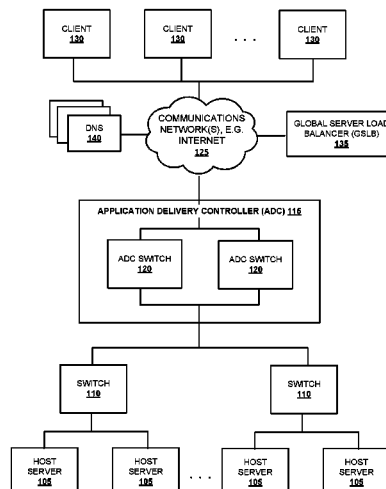 CLIENT
130
CLIENT
130
. . .
CLIENT
130
DNS
140
COMMUNICATIONS
NETWORK(S), E.G.
INTERNET
125
GLOBAL SERVER LOAD
BALANCER (GSLB)
135
APPLICATION DELIVERY CONTROLLER (ADC) 115
ADC SWITCH
120
ADC SWITCH
120
SWITCH
110
SWITCH
110
HOST
SERVER
105
HOST
SERVER
105
. . .
HOST
SERVER
105
HOST
SERVER
105